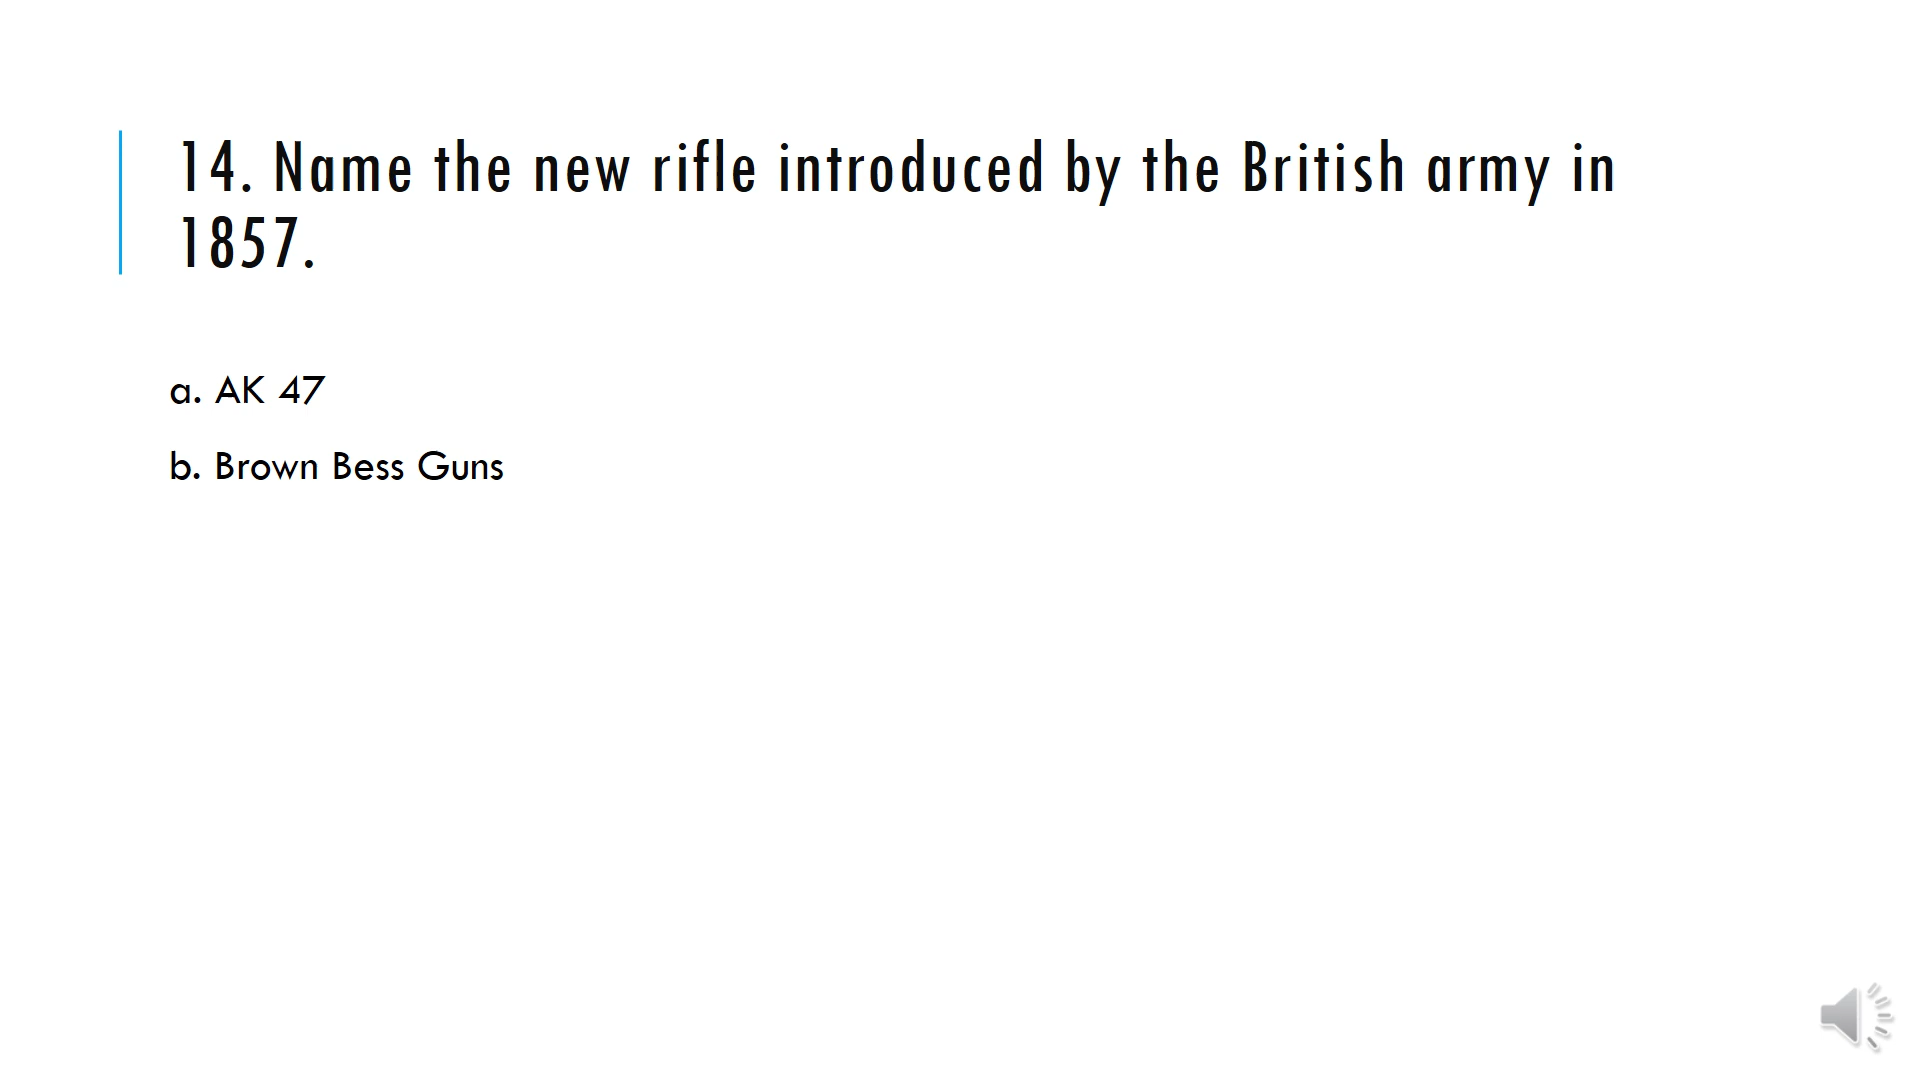 14. Name the new rifle introduced by the British army in
1857.
a. AK 47
b. Brown Bess Guns